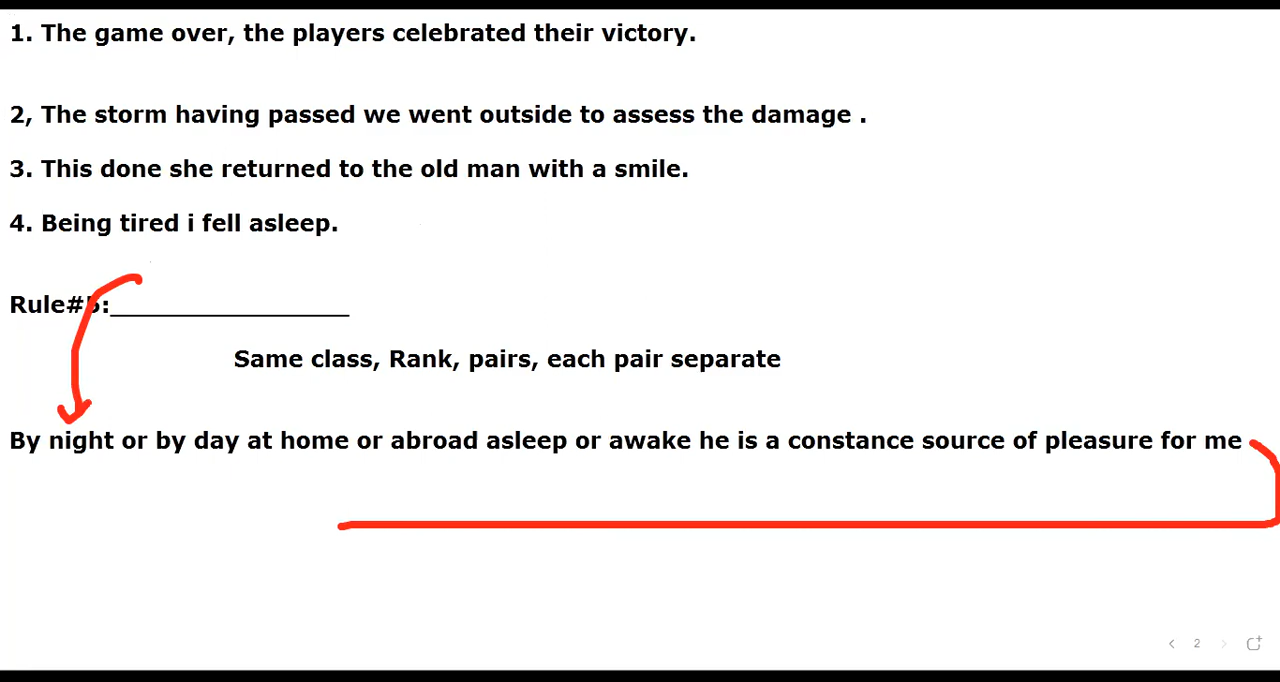 1. The game over, the players celebrated their victory.
2, The storm having passed we went outside to assess the damage .
3. This done she returned to the old man with a smile.
4. Being tired i fell asleep.
Rule#5:___________________
Same class, Rank, pairs, each pair separate
By night or by day at home or abroad asleep or awake he is a constance source of pleasure for me
2